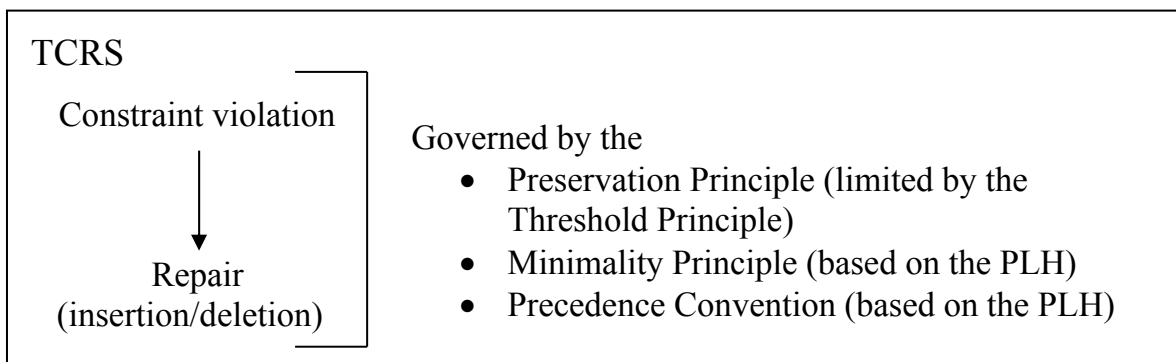 TCRS
Constraint violation
Repair
(insertion/deletion)
Governed by the
• Preservation Principle (limited by the
Threshold Principle)
• Minimality Principle (based on the PLH)
• Precedence Convention (based on the PLH)